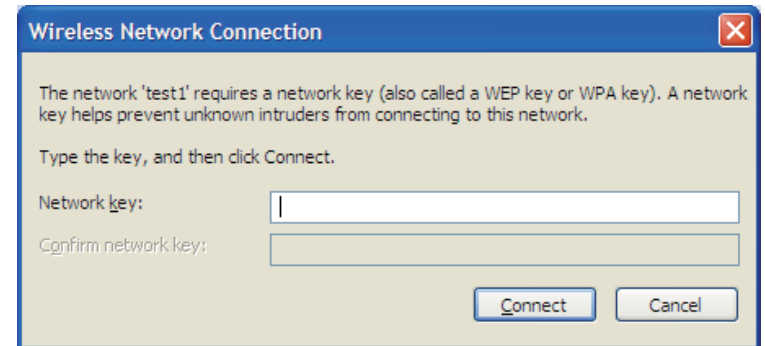 Wireless Network Connection
The network 'test1' requires a network key (also called a WEP key or WPA key). A network
key helps prevent unknown intruders from connecting to this network.
Type the key, and then click Connect.
Network key:
Confirm network key:
Connect Cancel